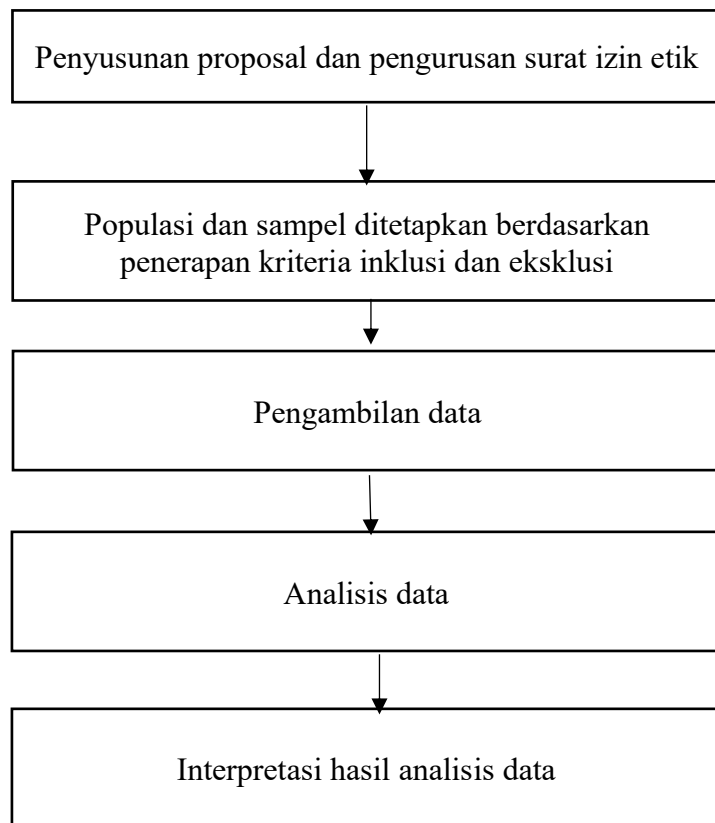 Penyusunan proposal dan pengurusan surat izin etik
Populasi dan sampel ditetapkan berdasarkan
penerapan kriteria inklusi dan eksklusi
Pengambilan data
Analisis data
Interpretasi hasil analisis data